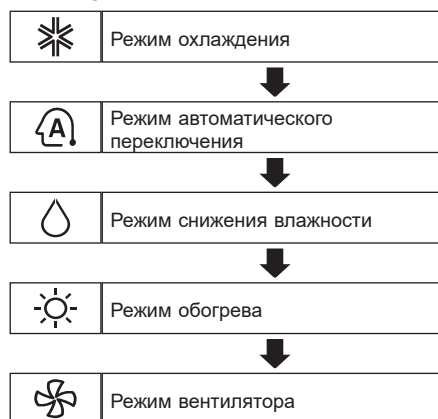 Режим охлаждения
A
Режим автоматического
переключения
Режим снижения влажности
Режим обогрева
Режим вентилятора